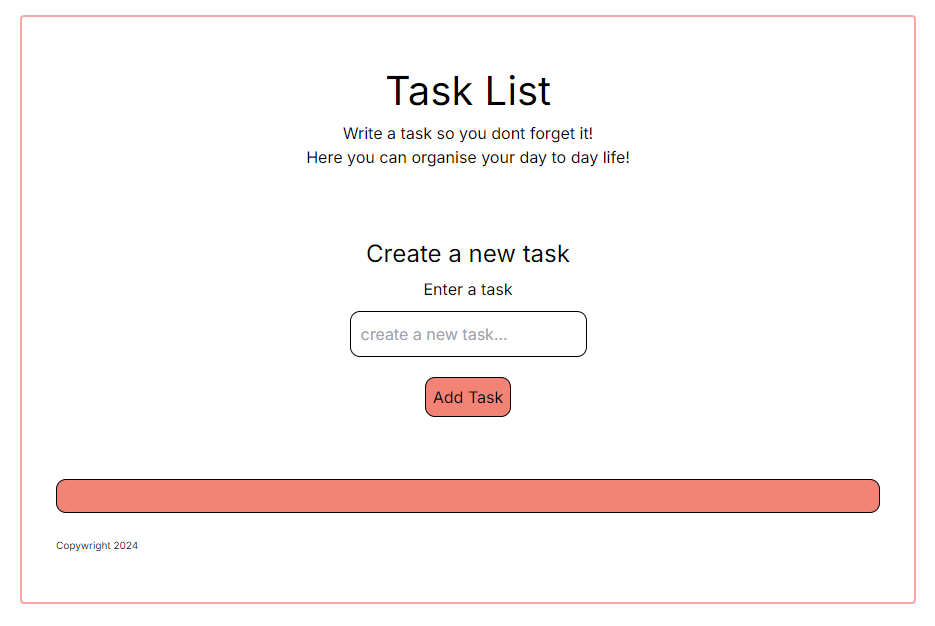 Task List
Write a task so you dont forget it!
Here you can organise your day to day life!
Create a new task
Enter a task
create a new task...
Add Task
Copywright 2024